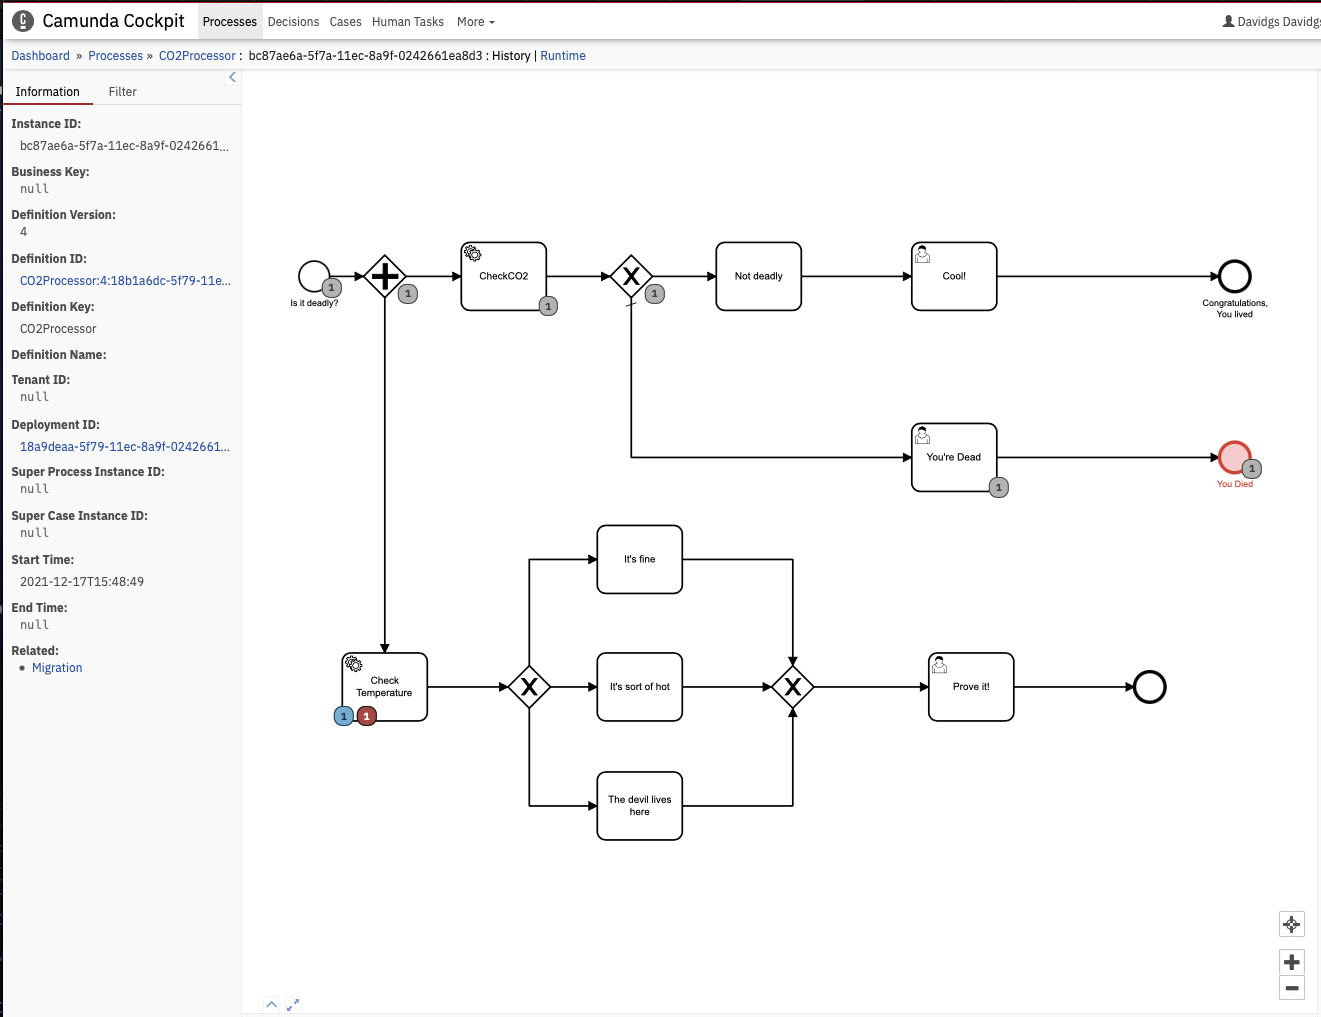 Camunda Cockpit
Processes
Decisions
Cases
Human Tasks
More
Davidgs Davidgs
Dashboard » Processes » CO2Processor : bc87ae6a-5f7a-11ec-8a9f-0242661ea8d3 : History | Runtime
Information
Filter
Instance ID:
bc87ae6a-5f7a-11ec-8a9f-0242661...
Business Key:
null
Definition Version:
4
Definition ID:
CO2Processor:4:18b1a6dc-5f79-11e...
Definition Key:
CO2Processor
Definition Name:
Tenant ID:
null
Deployment ID:
18a9deaa-5f79-11ec-8a9f-0242661...
Super Process Instance ID:
null
Super Case Instance ID:
null
Start Time:
2021-12-17T15:48:49
End Time:
null
Related:
Migration
Is it deadly?
1
1
CheckCO2
1
X
1
Not deadly
Cool!
Congratulations,
You lived
You're Dead
1
1
You Died
It's fine
Check
Temperature
1
1
X
It's sort of hot
X
Prove it!
The devil lives
here